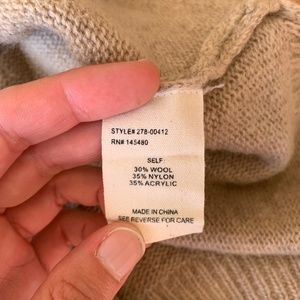 STYLE# 278-00412
RN# 145480
SELF:
30% WOOL
35% NYLON
35% ACRYLIC
MADE IN CHINA
SEE REVERSE FOR CARE